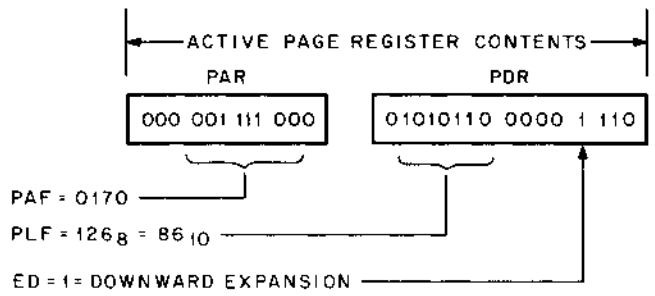 ACTIVE PAGE REGISTER CONTENTS
PAR PDR
000 001 111 000 01010110 0000 1 110
PAF = 0170
PLF = 126₈ = 86₁₀
ED = 1 = DOWNWARD EXPANSION